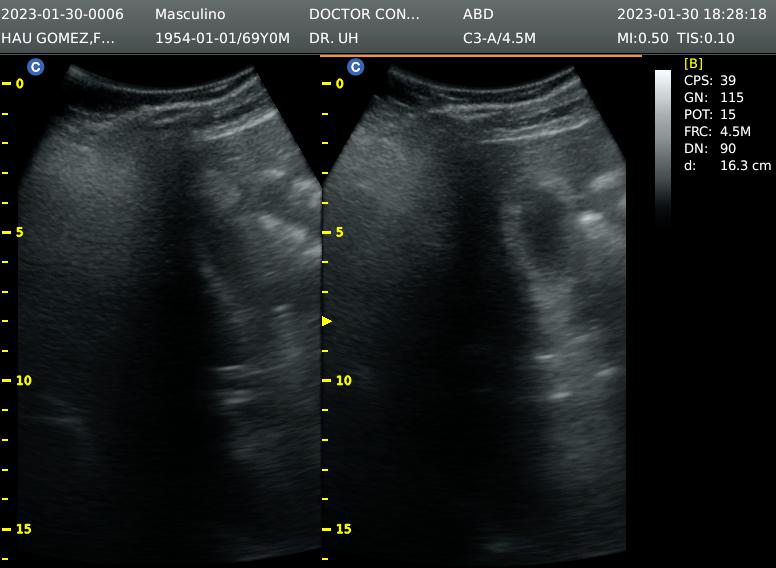 2023-01-30-0006 Masculino DOCTOR CON... ABD 2023-01-30 18:28:18
HAU GOMEZ,F... 1954-01-01/69Y0M DR. UH C3-A/4.5M MI:0.50 TIS:0.10
C C
[B]
CPS: 39
GN: 115
POT: 15
FRC: 4.5M
DN: 90
d: 16.3 cm
0 0
5 5
10 10
15 15